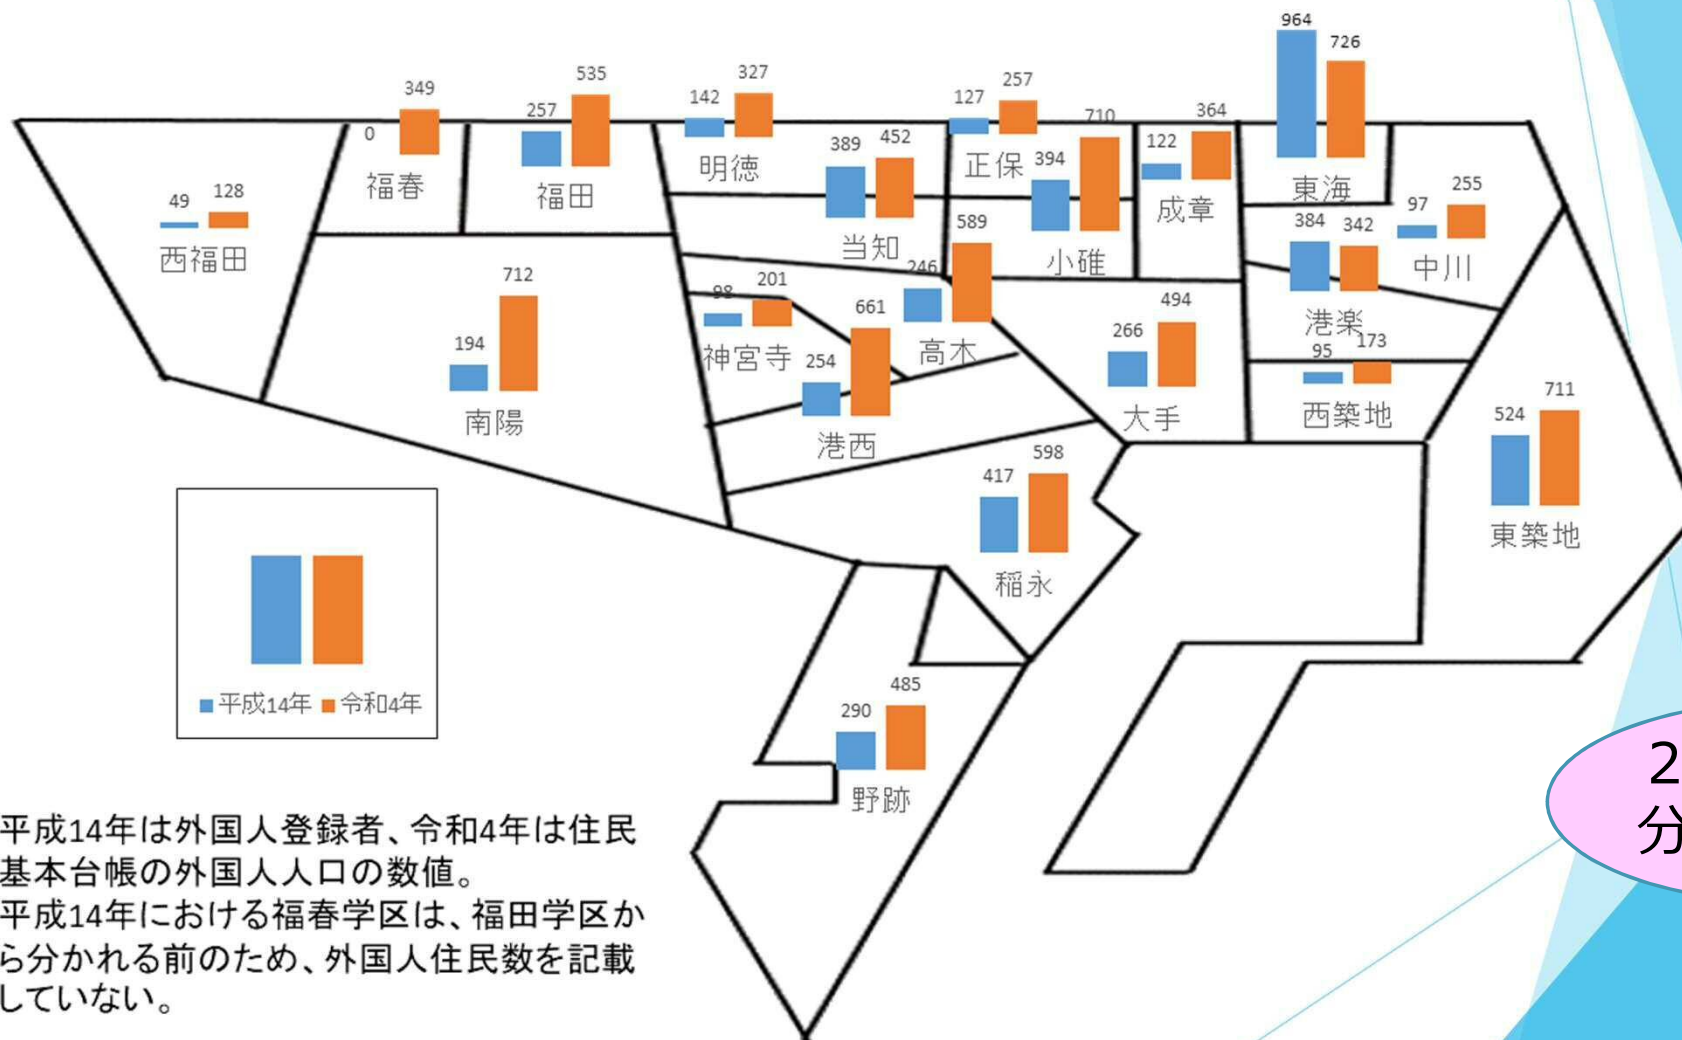 964
726
535
349
327
257
710
142
127
257
364
0
389
452
394
122
福春
福田
明徳
正保
成章
東海
49
128
西福田
当知
小碓
589
246
384
342
97
255
中川
712
194
南陽
98
201
神宮寺
661
254
港西
高木
266
494
大手
港楽
95
173
西築地
524
711
東築地
417
598
稲永
平成14年 令和4年
290
485
野跡
平成14年は外国人登録者、令和4年は住民
基本台帳の外国人人口の数値。
平成14年における福春学区は、福田学区か
ら分かれる前のため、外国人住民数を記載
していない。
2
分